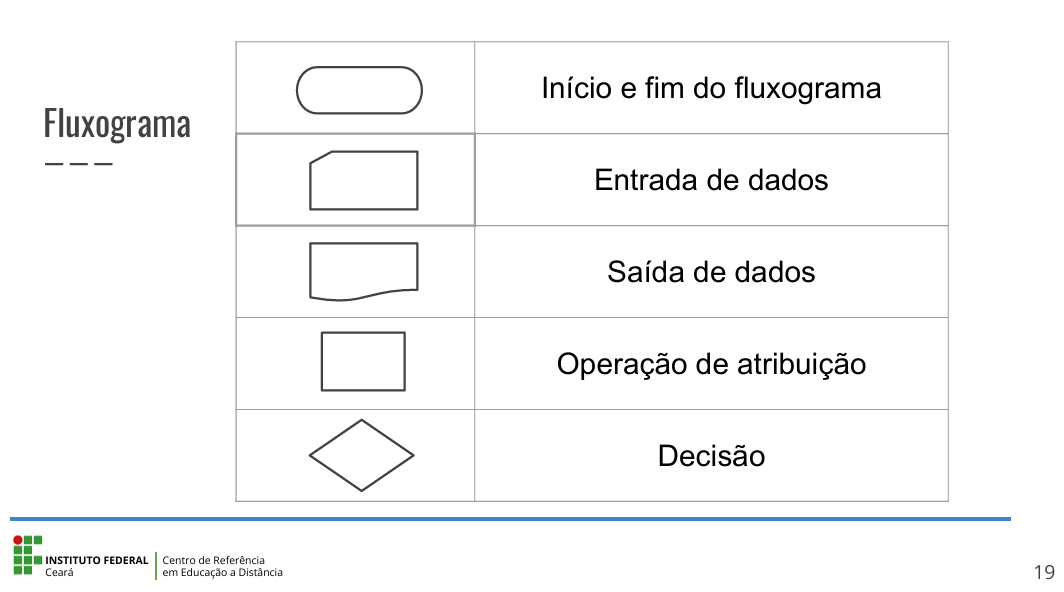 Fluxograma
Início e fim do fluxograma
Entrada de dados
Saída de dados
Operação de atribuição
Decisão
INSTITUTO FEDERAL
Ceará
Centro de Referência
em Educação a Distância
19